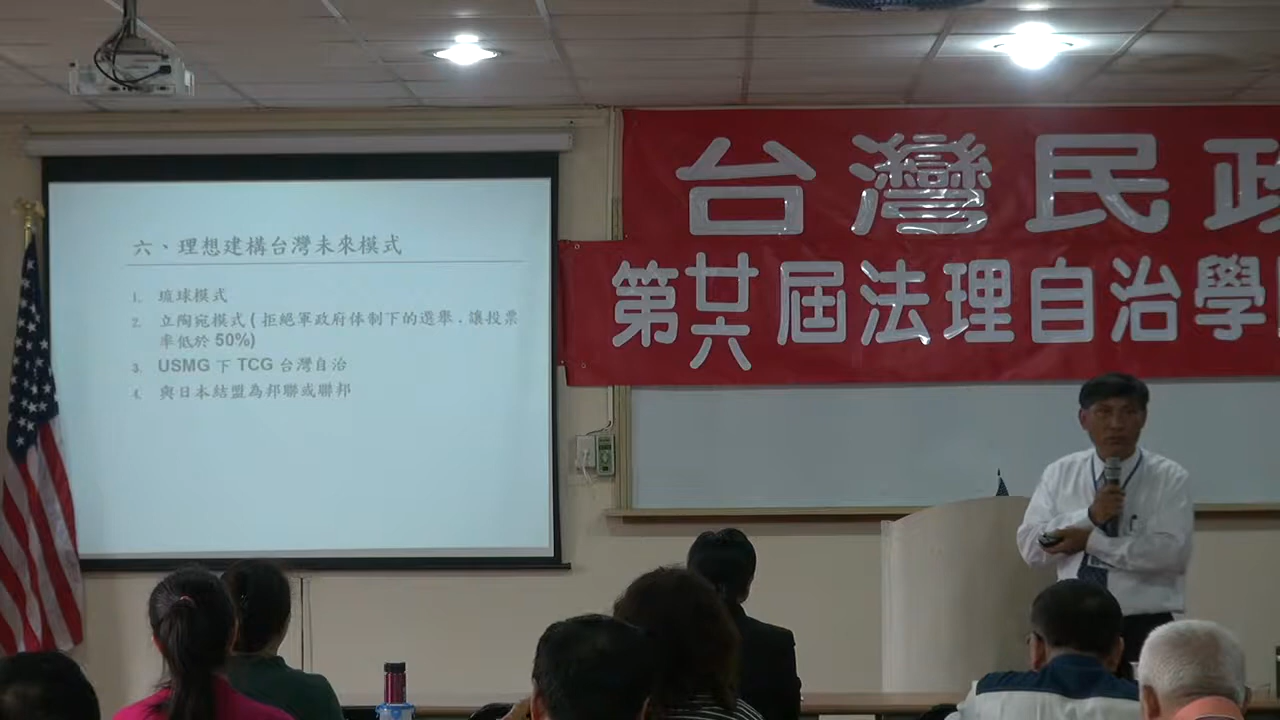 台灣民政
第廿六屆法理自治學
六、理想建構台灣未來模式
1. 琉球模式
2. 立陶宛模式 ( 拒絕軍政府体制下的選舉 . 讓投票
率低於 50%)
3. USMG 下 TCG 台灣自治
4. 與日本結盟為邦聯或聯邦